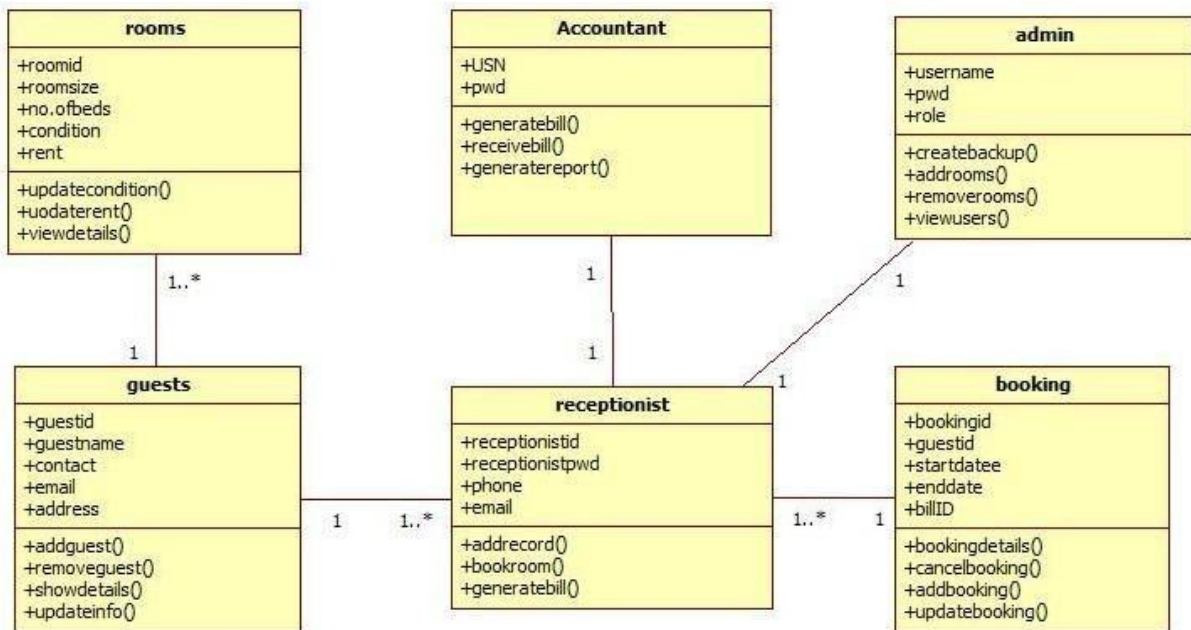 rooms
+roomid
+roomsize
+no.ofbeds
+condition
+rent
+updatecondition()
+uodaterent()
+viewdetails()
Accountant
+USN
+pwd
+generatebill()
+receivebill()
+generatereport()
admin
+username
+pwd
+role
+createbackup()
+addrooms()
+removerooms()
+viewusers()
1..*
1
1
1
1
1
guests
+guestid
+guestname
+contact
+email
+address
+addguest()
+removeguest()
+showdetails()
+updateinfo()
1
1..*
receptionist
+receptionistid
+receptionistpwd
+phone
+email
+addrecord()
+bookroom()
+generatebill()
1..*
1
booking
+bookingid
+guestid
+startdatee
+enddate
+billID
+bookingdetails()
+cancelbooking()
+addbooking()
+updatebooking()